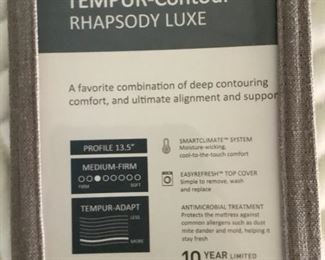 TEMPUR-Contour
RHAPSODY LUXE
A favorite combination of deep contouring
comfort, and ultimate alignment and support
PROFILE 13.5"
MEDIUM-FIRM
FIRM SOFT
TEMPUR-ADAPT
LESS
MORE
SMARTCLIMATE™ SYSTEM
Moisture-wicking,
cool-to-the-touch comfort
EASYREFRESH™ TOP COVER
Simple to remove, wash
and replace
ANTIMICROBIAL TREATMENT
Protects the mattress against
common allergens such as dust
mite dander and mold, helping it
stay fresh
10 YEAR LIMITED